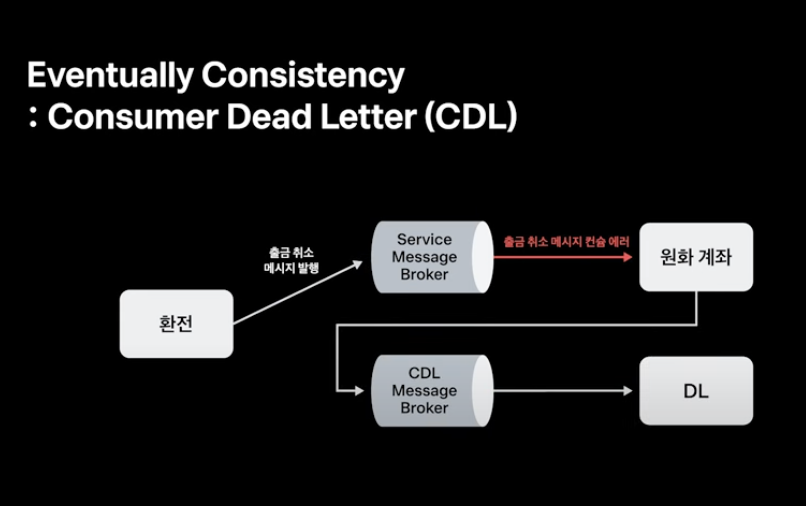 Eventually Consistency
: Consumer Dead Letter (CDL)
출금 취소
메시지 발행
Service
Message
Broker
출금 취소 메시지 컨슘 에러
원화 계좌
환전
CDL
Message
Broker
DL